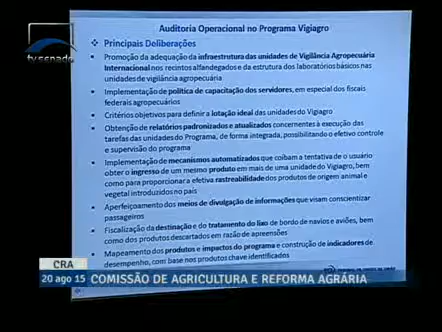 tvsenado
Auditoria Operacional no Programa Vigiagro
❖ Principais Deliberações
• Promoção da adequação da infraestrutura das unidades de Vigilância Agropecuária
Internacional nos recintos alfandegados e da estrutura dos laboratórios básicos nas
unidades de vigilância agropecuária
• Implementação de política de capacitação dos servidores, em especial dos fiscais
federais agropecuários
• Critérios objetivos para definir a lotação ideal das unidades do Vigiagro
• Obtenção de relatórios padronizados e atualizados concernentes à execução das
tarefas das unidades do Programa, de forma integrada, possibilitando o efetivo controle
e supervisão do programa
• Implementação de mecanismos automatizados que coibam a tentativa de o usuário
obter o ingresso de um mesmo produto em mais de uma unidade do Vigiagro, bem
como para proporcionar a efetiva rastreabilidade dos produtos de origem animal e
vegetal introduzidos no país
• Aperfeiçoamento dos meios de divulgação de informações que visam conscientizar
passageiros
• Fiscalização da destinação e do tratamento do lixo de bordo de navios e aviões, bem
como dos produtos descartados em razão de apreensões
• Mapeamento dos produtos e impactos do programa e construção de indicadores de
desempenho, com base nos produtos chave identificados
CRA
20 ago 15 COMISSÃO DE AGRICULTURA E REFORMA AGRÁRIA